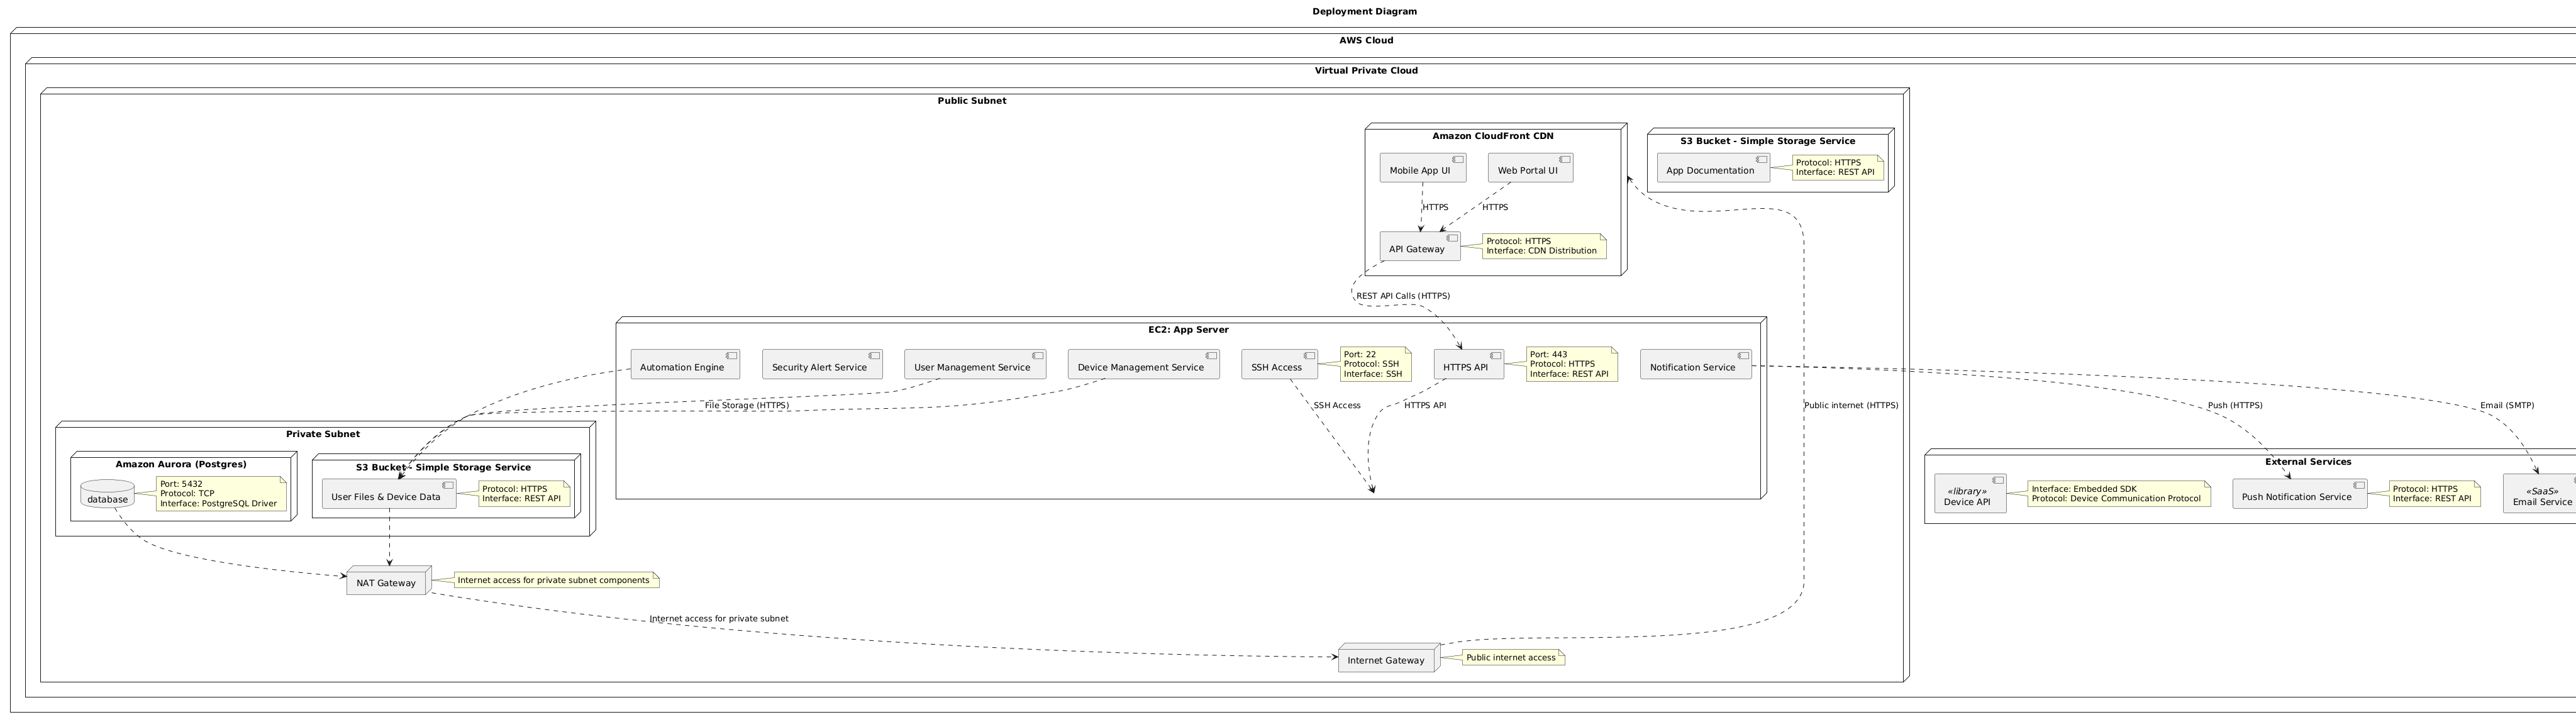 Deployment Diagram
AWS Cloud
Virtual Private Cloud
Public Subnet
Amazon CloudFront CDN
Mobile App UI
Web Portal UI
HTTPS
HTTPS
API Gateway
Protocol: HTTPS
Interface: CDN Distribution
S3 Bucket - Simple Storage Service
App Documentation
Protocol: HTTPS
Interface: REST API
REST API Calls (HTTPS)
EC2: App Server
Automation Engine
Security Alert Service
User Management Service
Device Management Service
SSH Access
Port: 22
Protocol: SSH
Interface: SSH
HTTPS API
Port: 443
Protocol: HTTPS
Interface: REST API
Notification Service
File Storage (HTTPS)
SSH Access
HTTPS API
Public internet (HTTPS)
Push (HTTPS)
Email (SMTP)
Private Subnet
Amazon Aurora (Postgres)
database
Port: 5432
Protocol: TCP
Interface: PostgreSQL Driver
S3 Bucket - Simple Storage Service
User Files & Device Data
Protocol: HTTPS
Interface: REST API
External Services
«library»
Device API
Interface: Embedded SDK
Protocol: Device Communication Protocol
Push Notification Service
Protocol: HTTPS
Interface: REST API
«SaaS»
Email Service
NAT Gateway
Internet access for private subnet components
Internet access for private subnet
Internet Gateway
Public internet access